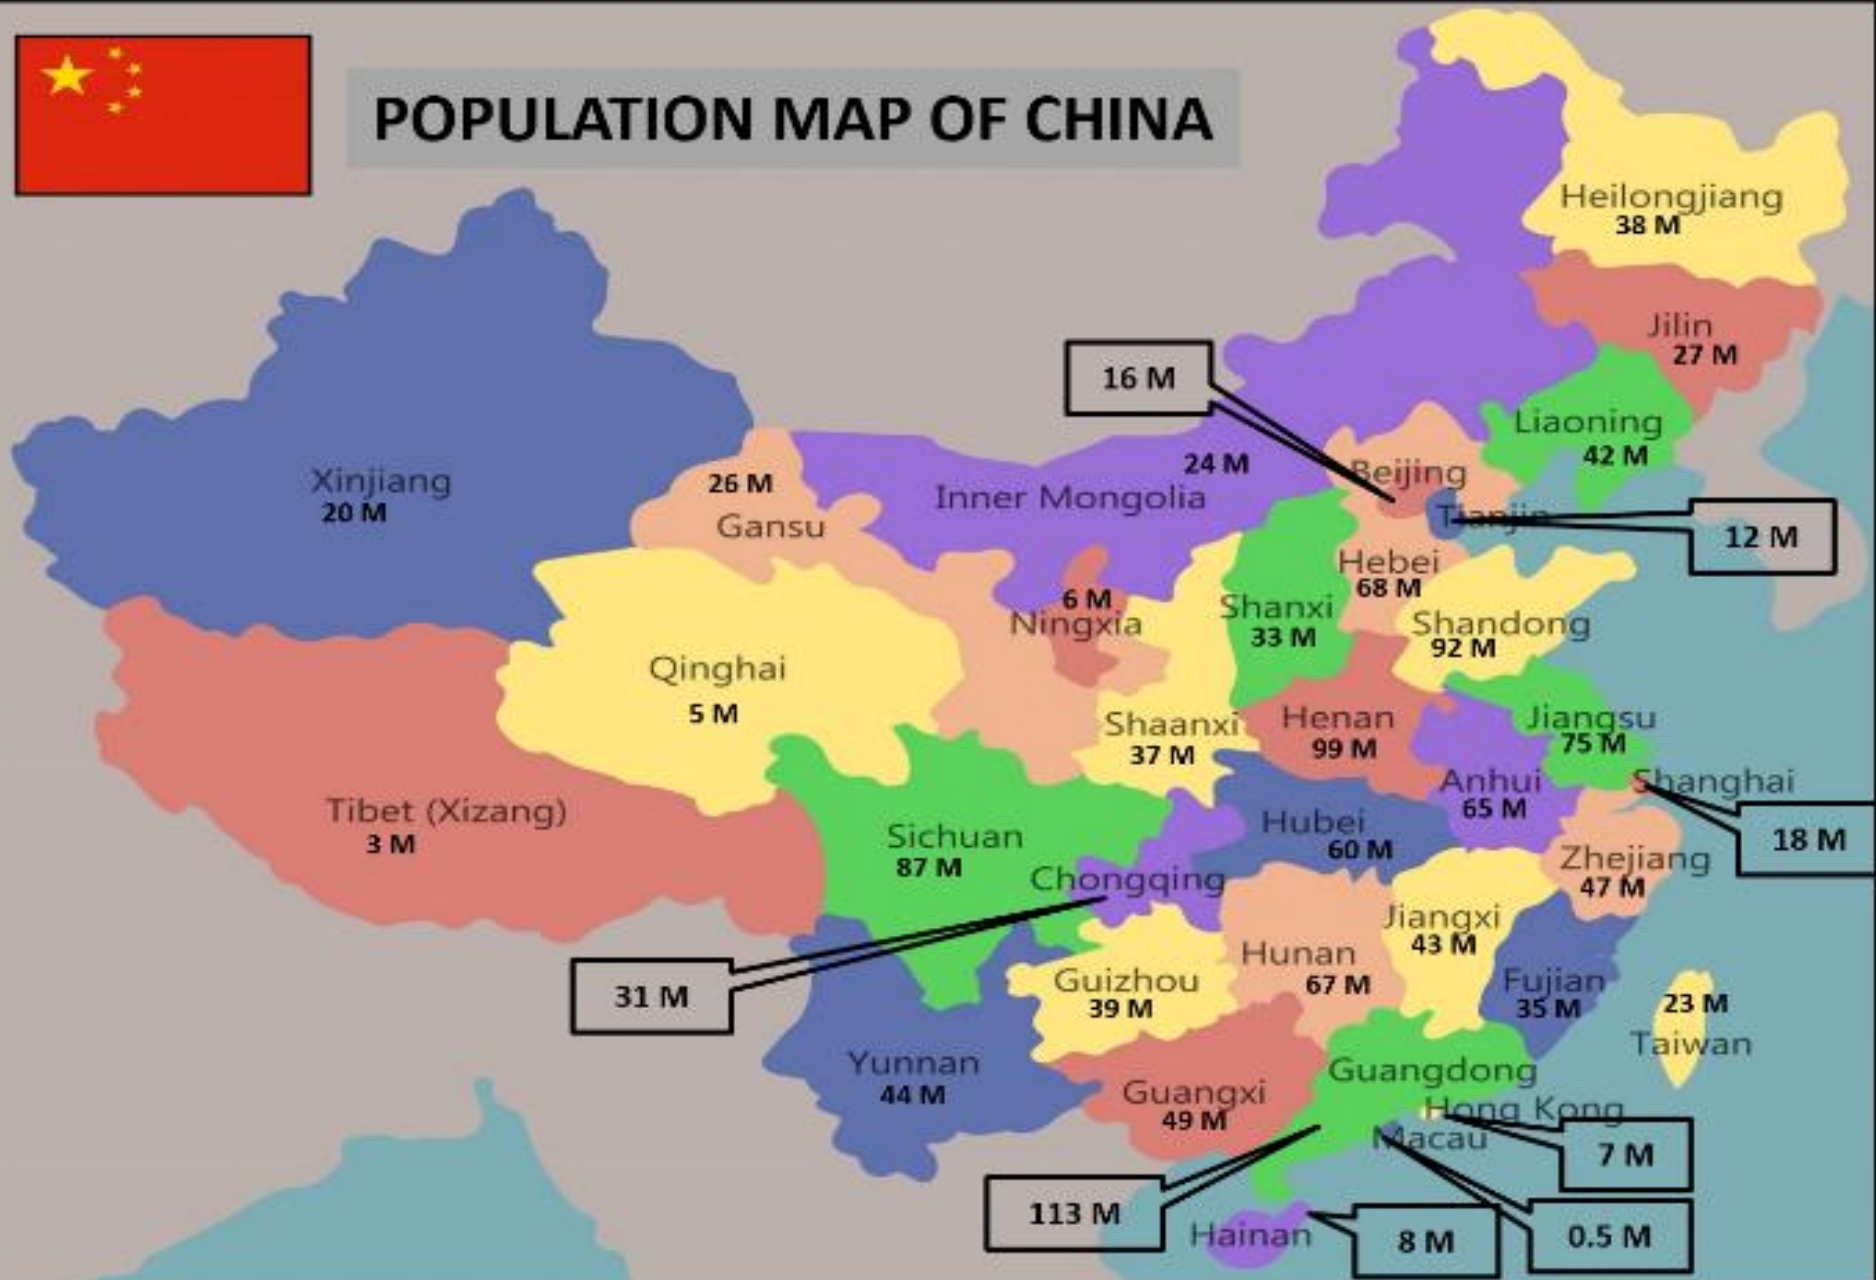 POPULATION MAP OF CHINA
Heilongjiang
38 M
Jilin
27 M
16 M
Liaoning
42 M
Beijing
24 M
Inner Mongolia
Xinjiang
20 M
26 M
Gansu
Tianjin
12 M
Hebei
68 M
6 M
Ningxia
Shanxi
33 M
Shandong
92 M
Qinghai
5 M
Shaanxi
37 M
Henan
99 M
Jiangsu
75 M
Anhui
65 M
Shanghai
18 M
Tibet (Xizang)
3 M
Sichuan
87 M
Hubei
60 M
Zhejiang
47 M
Chongqing
31 M
Jiangxi
43 M
Hunan
67 M
Guizhou
39 M
Fujian
35 M
23 M
Taiwan
Yunnan
44 M
Guangxi
49 M
Guangdong
Hong Kong
Macau
7 M
113 M
Hainan
8 M
0.5 M